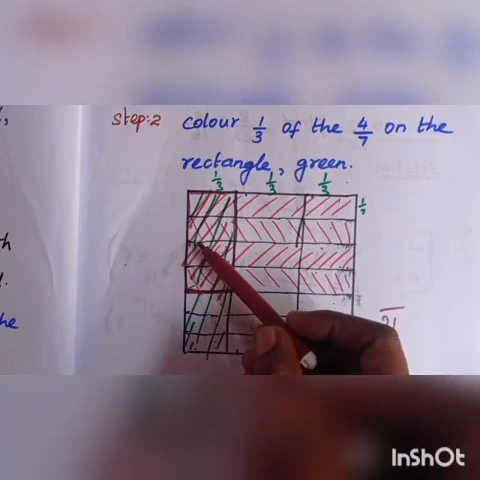 step:2 colour 1/3 of the 4/7 on the
rectangle, green.
1/3 1/3 1/3
1/7
the
InShOt